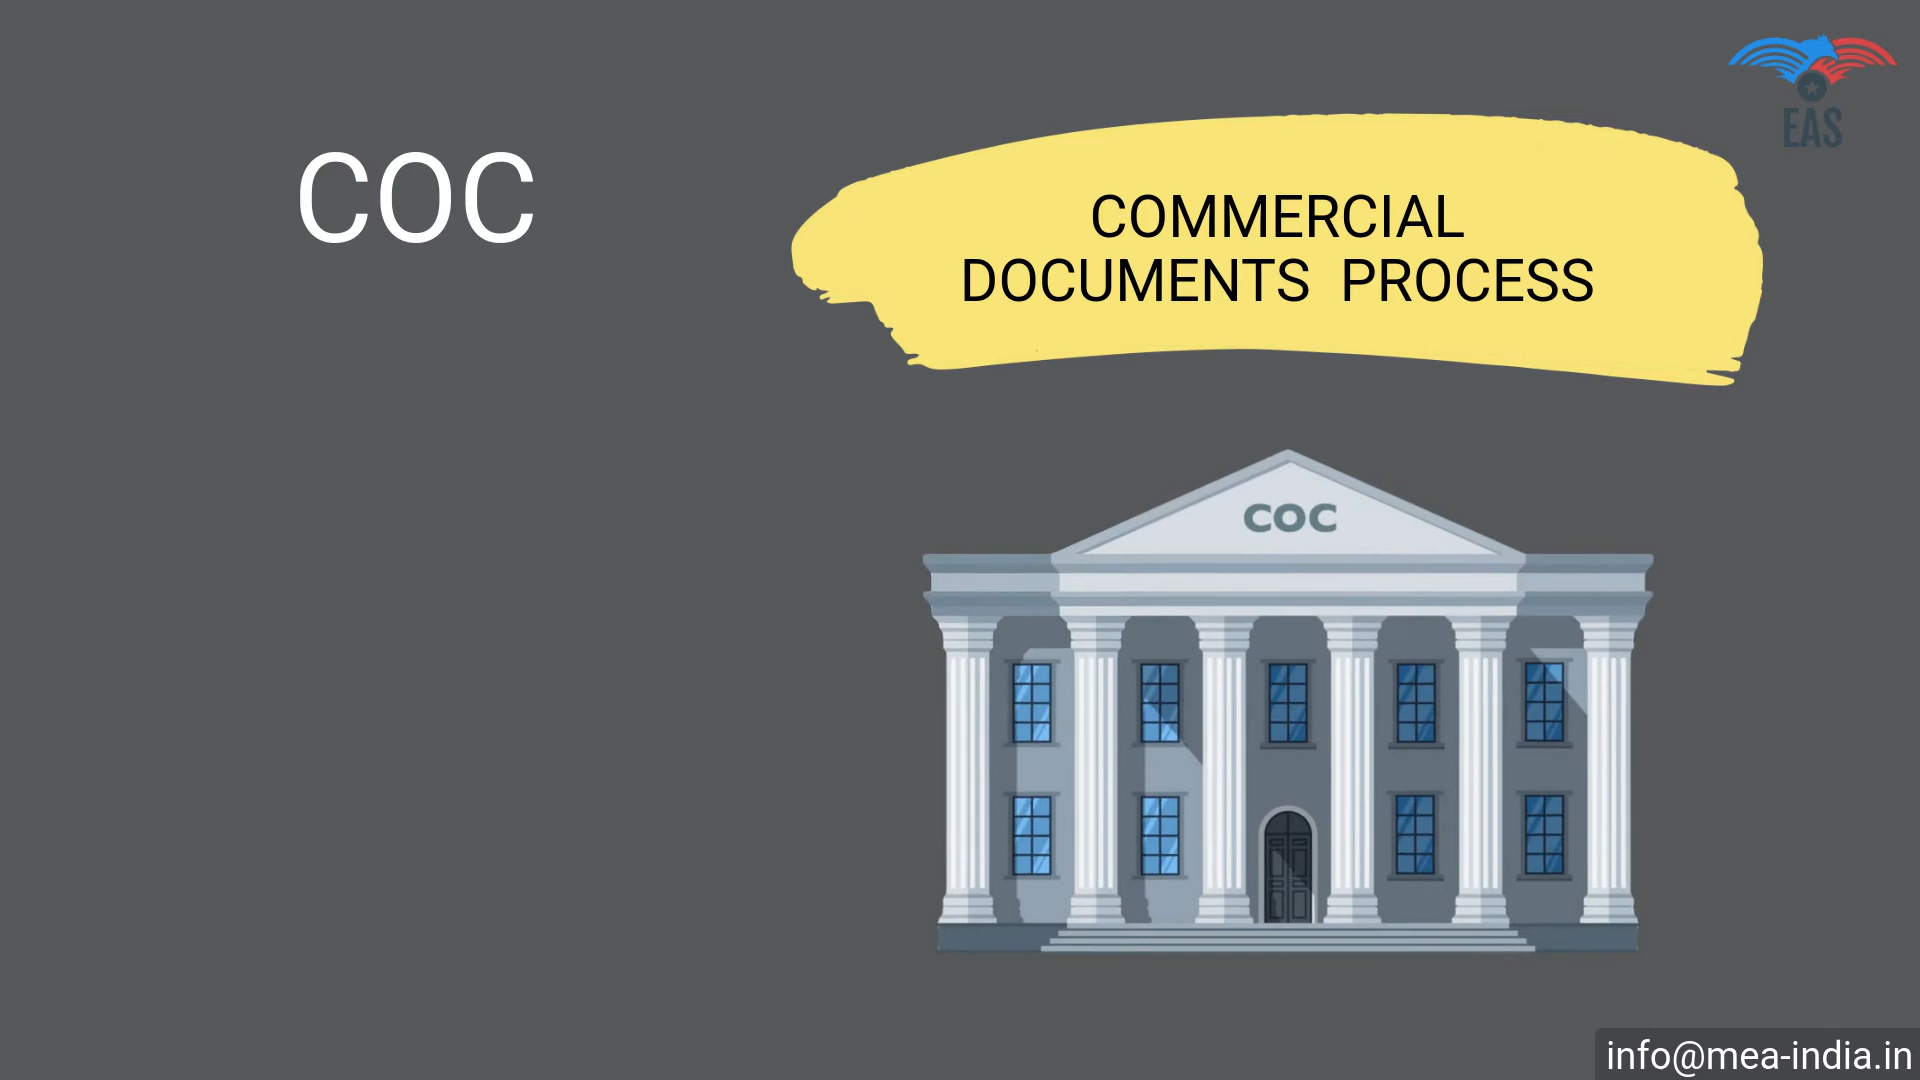 EAS
COC
COMMERCIAL
DOCUMENTS PROCESS
COC
info@mea-india.in